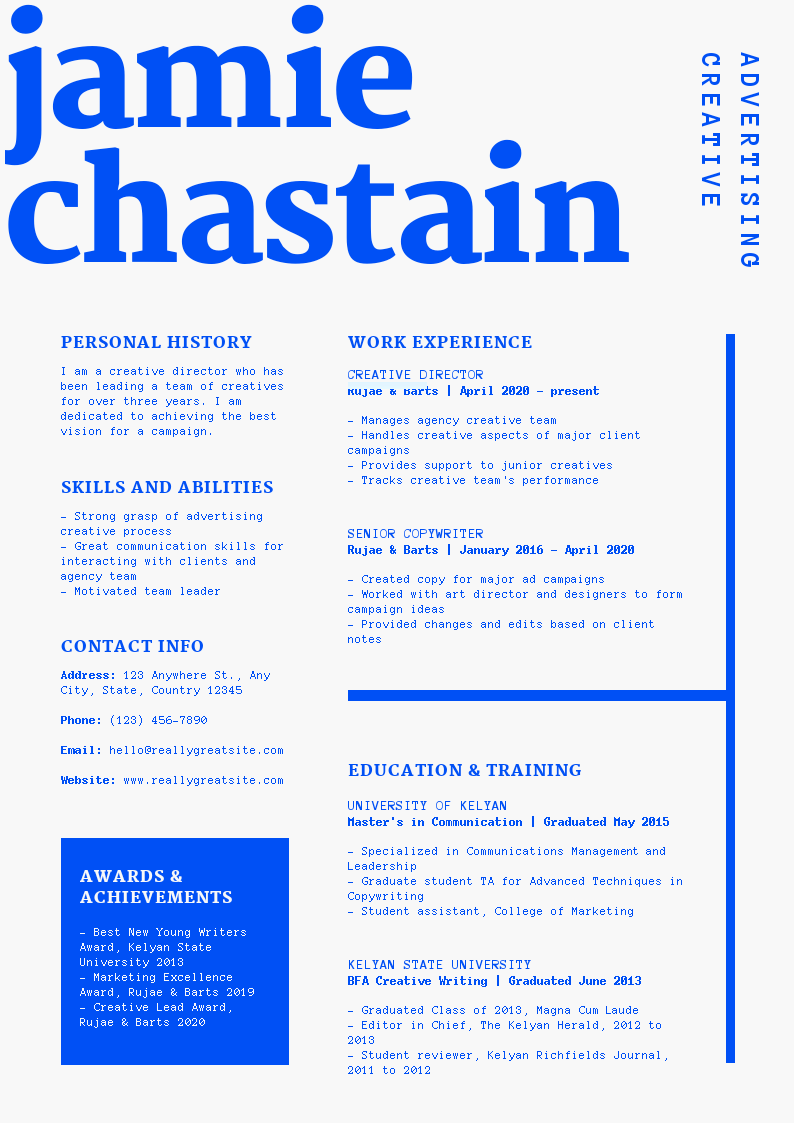 jamie
chastain
ADVERTISING
CREATIVE
PERSONAL HISTORY
I am a creative director who has
been leading a team of creatives
for over three years. I am
dedicated to achieving the best
vision for a campaign.
SKILLS AND ABILITIES
– Strong grasp of advertising
creative process
– Great communication skills for
interacting with clients and
agency team
– Motivated team leader
CONTACT INFO
Address: 123 Anywhere St., Any
City, State, Country 12345
Phone: (123) 456-7890
Email: hello@reallygreatsite.com
Website: www.reallygreatsite.com
AWARDS &
ACHIEVEMENTS
– Best New Young Writers
Award, Kelyan State
University 2013
– Marketing Excellence
Award, Rujae & Barts 2019
– Creative Lead Award,
Rujae & Barts 2020
WORK EXPERIENCE
CREATIVE DIRECTOR
Rujae & Barts | April 2020 – present
– Manages agency creative team
– Handles creative aspects of major client
campaigns
– Provides support to junior creatives
– Tracks creative team's performance
SENIOR COPYWRITER
Rujae & Barts | January 2016 – April 2020
– Created copy for major ad campaigns
– Worked with art director and designers to form
campaign ideas
– Provided changes and edits based on client
notes
EDUCATION & TRAINING
UNIVERSITY OF KELYAN
Master's in Communication | Graduated May 2015
– Specialized in Communications Management and
Leadership
– Graduate student TA for Advanced Techniques in
Copywriting
– Student assistant, College of Marketing
KELYAN STATE UNIVERSITY
BFA Creative Writing | Graduated June 2013
– Graduated Class of 2013, Magna Cum Laude
– Editor in Chief, The Kelyan Herald, 2012 to
2013
– Student reviewer, Kelyan Richfields Journal,
2011 to 2012